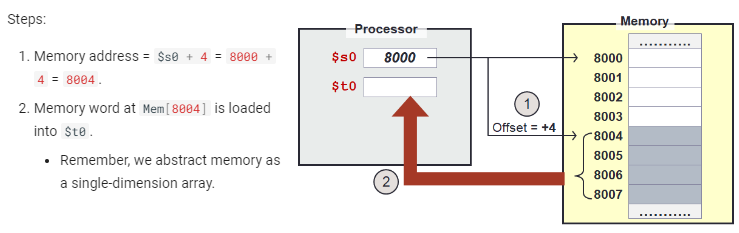 Steps:
1. Memory address = $s0 + 4 = 8000 +
4 = 8004 .
2. Memory word at Mem[8004] is loaded
into $t0 .
• Remember, we abstract memory as
a single-dimension array.
Processor
$s0 8000
$t0
1
Offset = +4
2
Memory
...........
8000
8001
8002
8003
8004
8005
8006
8007
...........